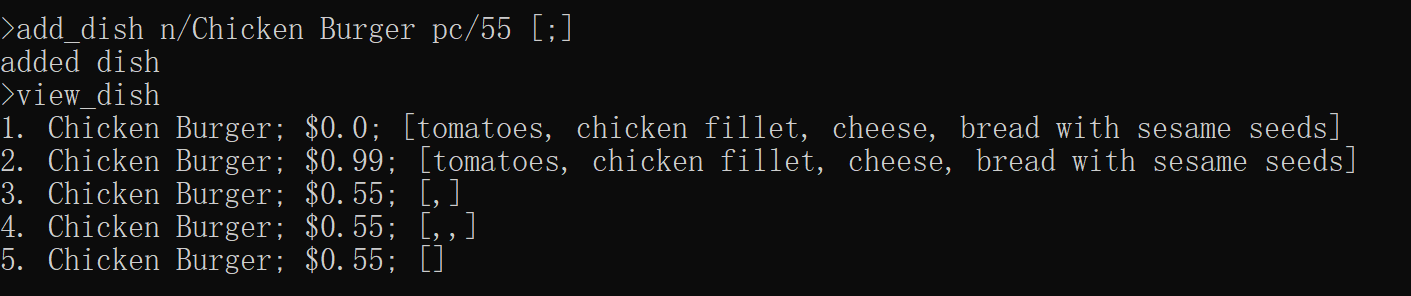 >add_dish n/Chicken Burger pc/55 [;]
added dish
>view_dish
1. Chicken Burger; $0.0; [tomatoes, chicken fillet, cheese, bread with sesame seeds]
2. Chicken Burger; $0.99; [tomatoes, chicken fillet, cheese, bread with sesame seeds]
3. Chicken Burger; $0.55; [,]
4. Chicken Burger; $0.55; [,,]
5. Chicken Burger; $0.55; []